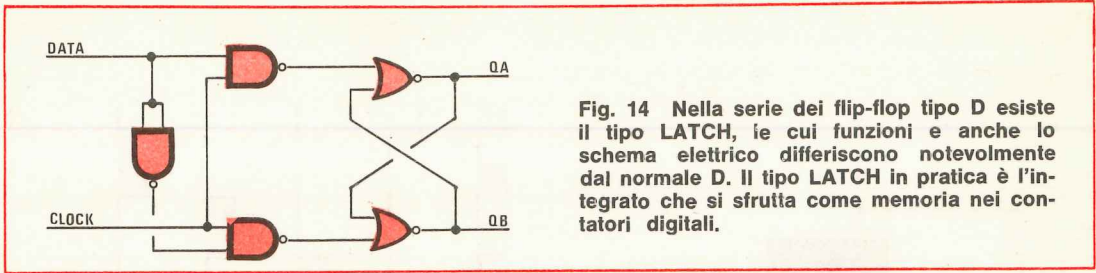 DATA
QA
CLOCK
QB
Fig. 14 Nella serie dei flip-flop tipo D esiste
il tipo LATCH, le cui funzioni e anche lo
schema elettrico differiscono notevolmente
dal normale D. Il tipo LATCH in pratica è l'in-
tegrato che si sfrutta come memoria nei con-
tatori digitali.